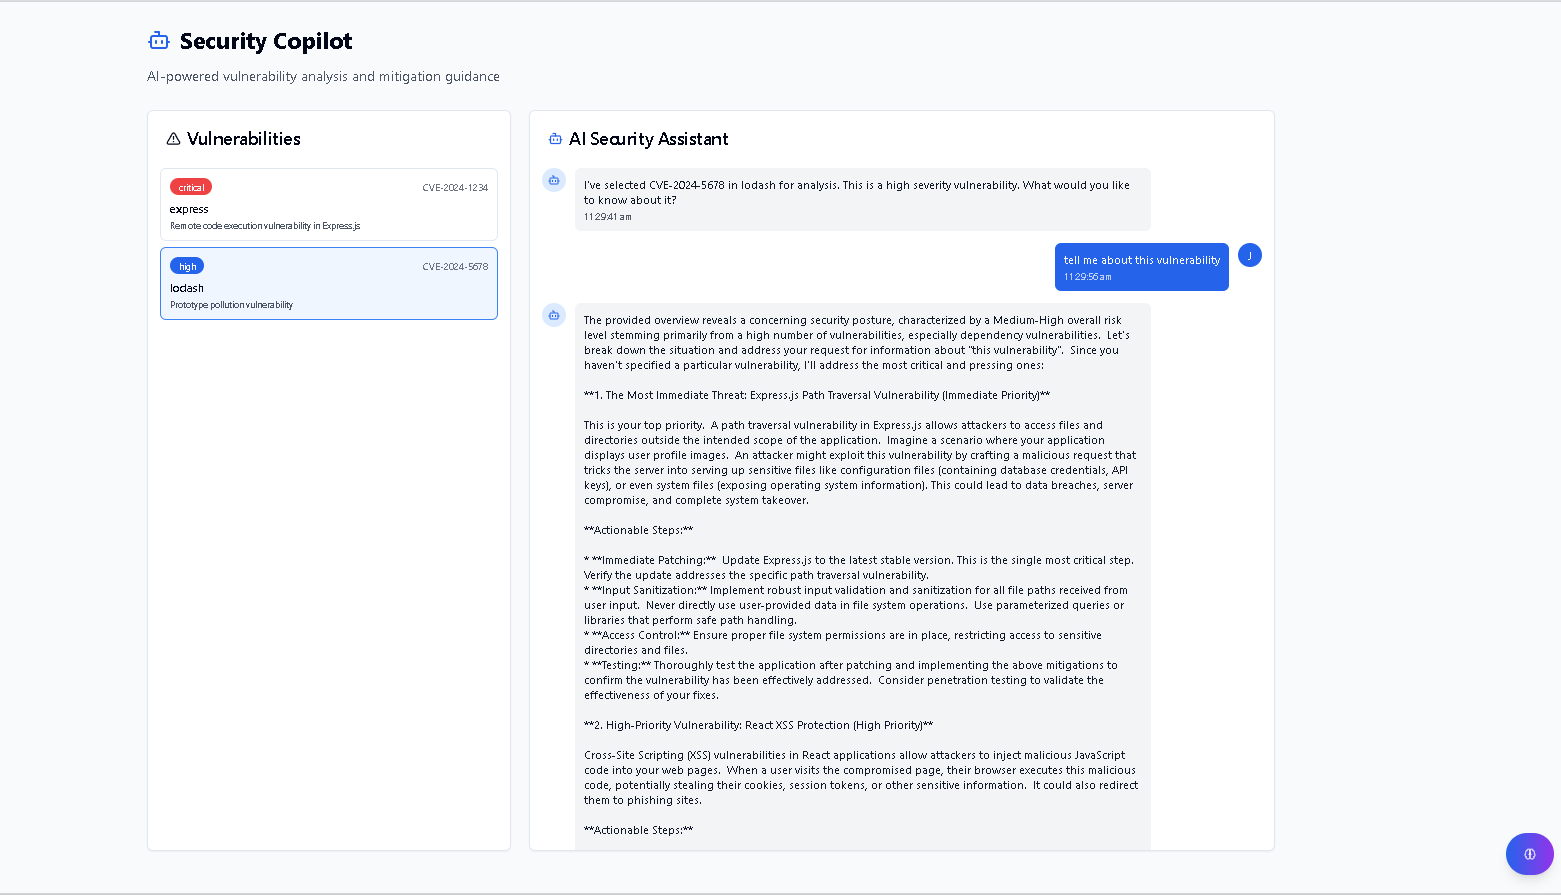 Security Copilot
AI-powered vulnerability analysis and mitigation guidance
Vulnerabilities
critical
CVE-2024-1234
express
Remote code execution vulnerability in Express.js
high
CVE-2024-5678
lodash
Prototype pollution vulnerability
AI Security Assistant
I've selected CVE-2024-5678 in lodash for analysis. This is a high severity vulnerability. What would you like
to know about it?
11:29:41 am
tell me about this vulnerability
11:29:56 am
J
The provided overview reveals a concerning security posture, characterized by a Medium-High overall risk
level stemming primarily from a high number of vulnerabilities, especially dependency vulnerabilities.  Let's
break down the situation and address your request for information about "this vulnerability".  Since you
haven't specified a particular vulnerability, I'll address the most critical and pressing ones:
**1. The Most Immediate Threat: Express.js Path Traversal Vulnerability (Immediate Priority)**
This is your top priority.  A path traversal vulnerability in Express.js allows attackers to access files and
directories outside the intended scope of the application.  Imagine a scenario where your application
displays user profile images.  An attacker might exploit this vulnerability by crafting a malicious request that
tricks the server into serving up sensitive files like configuration files (containing database credentials, API
keys), or even system files (exposing operating system information). This could lead to data breaches, server
compromise, and complete system takeover.
**Actionable Steps:**
* **Immediate Patching:**  Update Express.js to the latest stable version. This is the single most critical step.
Verify the update addresses the specific path traversal vulnerability.
* **Input Sanitization:** Implement robust input validation and sanitization for all file paths received from
user input.  Never directly use user-provided data in file system operations.  Use parameterized queries or
libraries that perform safe path handling.
* **Access Control:** Ensure proper file system permissions are in place, restricting access to sensitive
directories and files.
* **Testing:** Thoroughly test the application after patching and implementing the above mitigations to
confirm the vulnerability has been effectively addressed.  Consider penetration testing to validate the
effectiveness of your fixes.
**2. High-Priority Vulnerability: React XSS Protection (High Priority)**
Cross-Site Scripting (XSS) vulnerabilities in React applications allow attackers to inject malicious JavaScript
code into your web pages.  When a user visits the compromised page, their browser executes this malicious
code, potentially stealing their cookies, session tokens, or other sensitive information.  It could also redirect
them to phishing sites.
**Actionable Steps:**